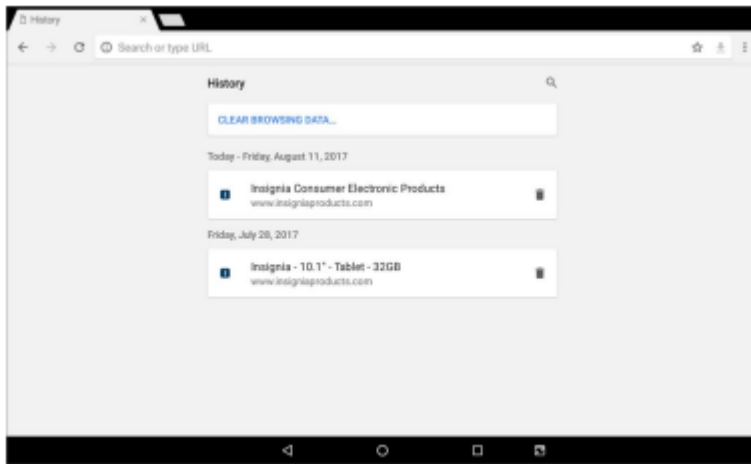 History
Search or type URL
History
CLEAR BROWSING DATA...
Today - Friday, August 11, 2017
Insignia Consumer Electronic Products
www.insigniaproducts.com
Friday, July 28, 2017
Insignia - 10.1" - Tablet - 32GB
www.insigniaproducts.com